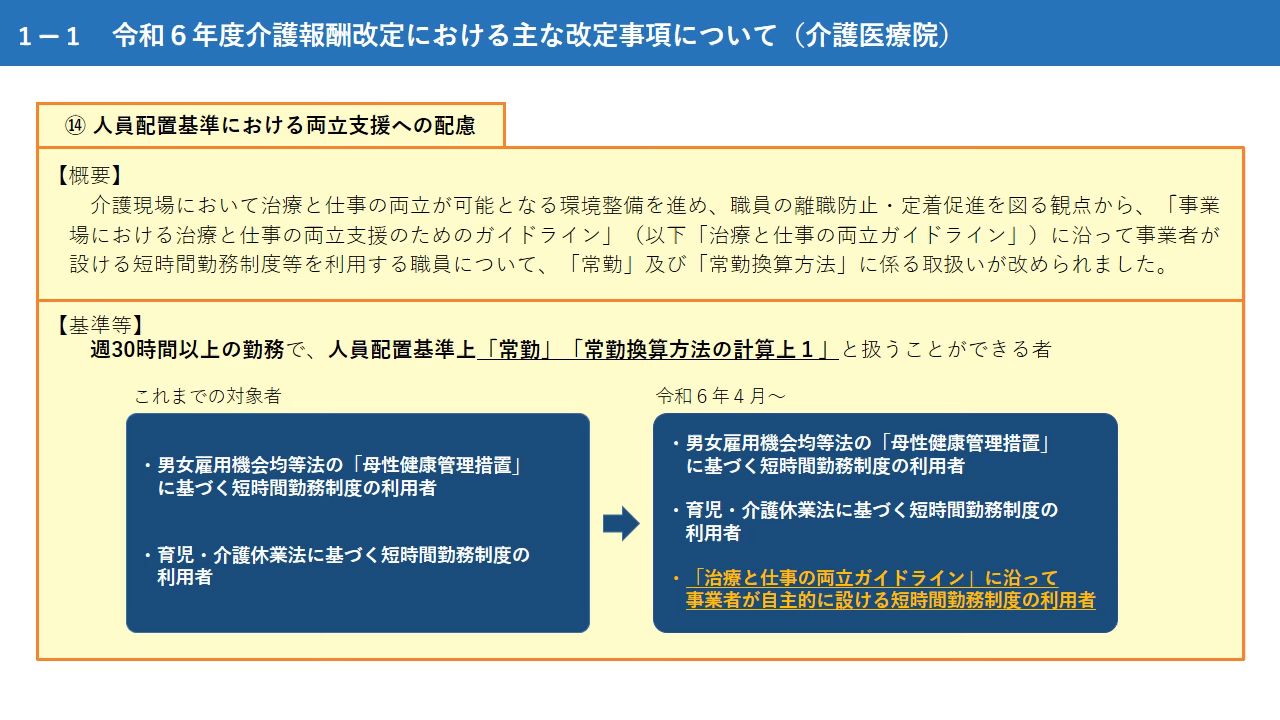 １－１　令和６年度介護報酬改定における主な改定事項について（介護医療院）
⑭ 人員配置基準における両立支援への配慮
【概要】
介護現場において治療と仕事の両立が可能となる環境整備を進め、職員の離職防止・定着促進を図る観点から、「事業
場における治療と仕事の両立支援のためのガイドライン」（以下「治療と仕事の両立ガイドライン」）に沿って事業者が
設ける短時間勤務制度等を利用する職員について、「常勤」及び「常勤換算方法」に係る取扱いが改められました。
【基準等】
週30時間以上の勤務で、人員配置基準上「常勤」「常勤換算方法の計算上１」と扱うことができる者
これまでの対象者
・男女雇用機会均等法の「母性健康管理措置」
に基づく短時間勤務制度の利用者
・育児・介護休業法に基づく短時間勤務制度の
利用者
令和６年４月～
・男女雇用機会均等法の「母性健康管理措置」
に基づく短時間勤務制度の利用者
・育児・介護休業法に基づく短時間勤務制度の
利用者
・「治療と仕事の両立ガイドライン」に沿って
事業者が自主的に設ける短時間勤務制度の利用者